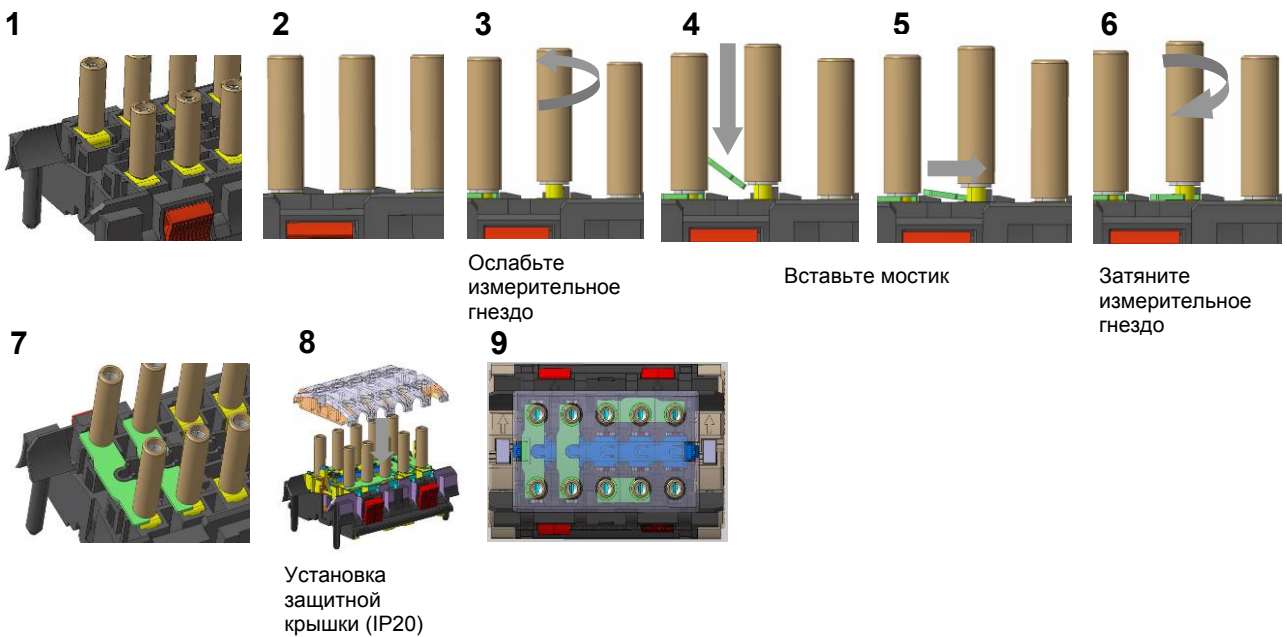 1
2
3
4
5
6
Ослабьте
измерительное
гнездо
Вставьте мостик
Затяните
измерительное
гнездо
7
8
9
Установка
защитной
крышки (IP20)